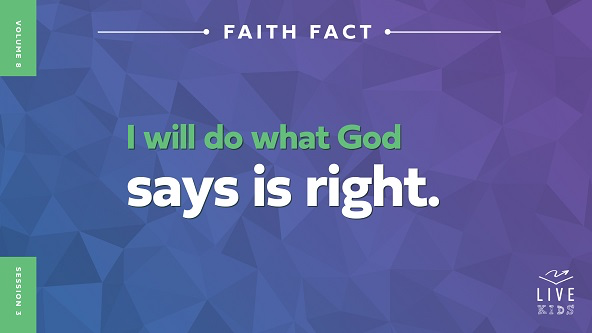 VOLUME 8
FAITH FACT
I will do what God
says is right.
SESSION 3
LIVE
KIDS